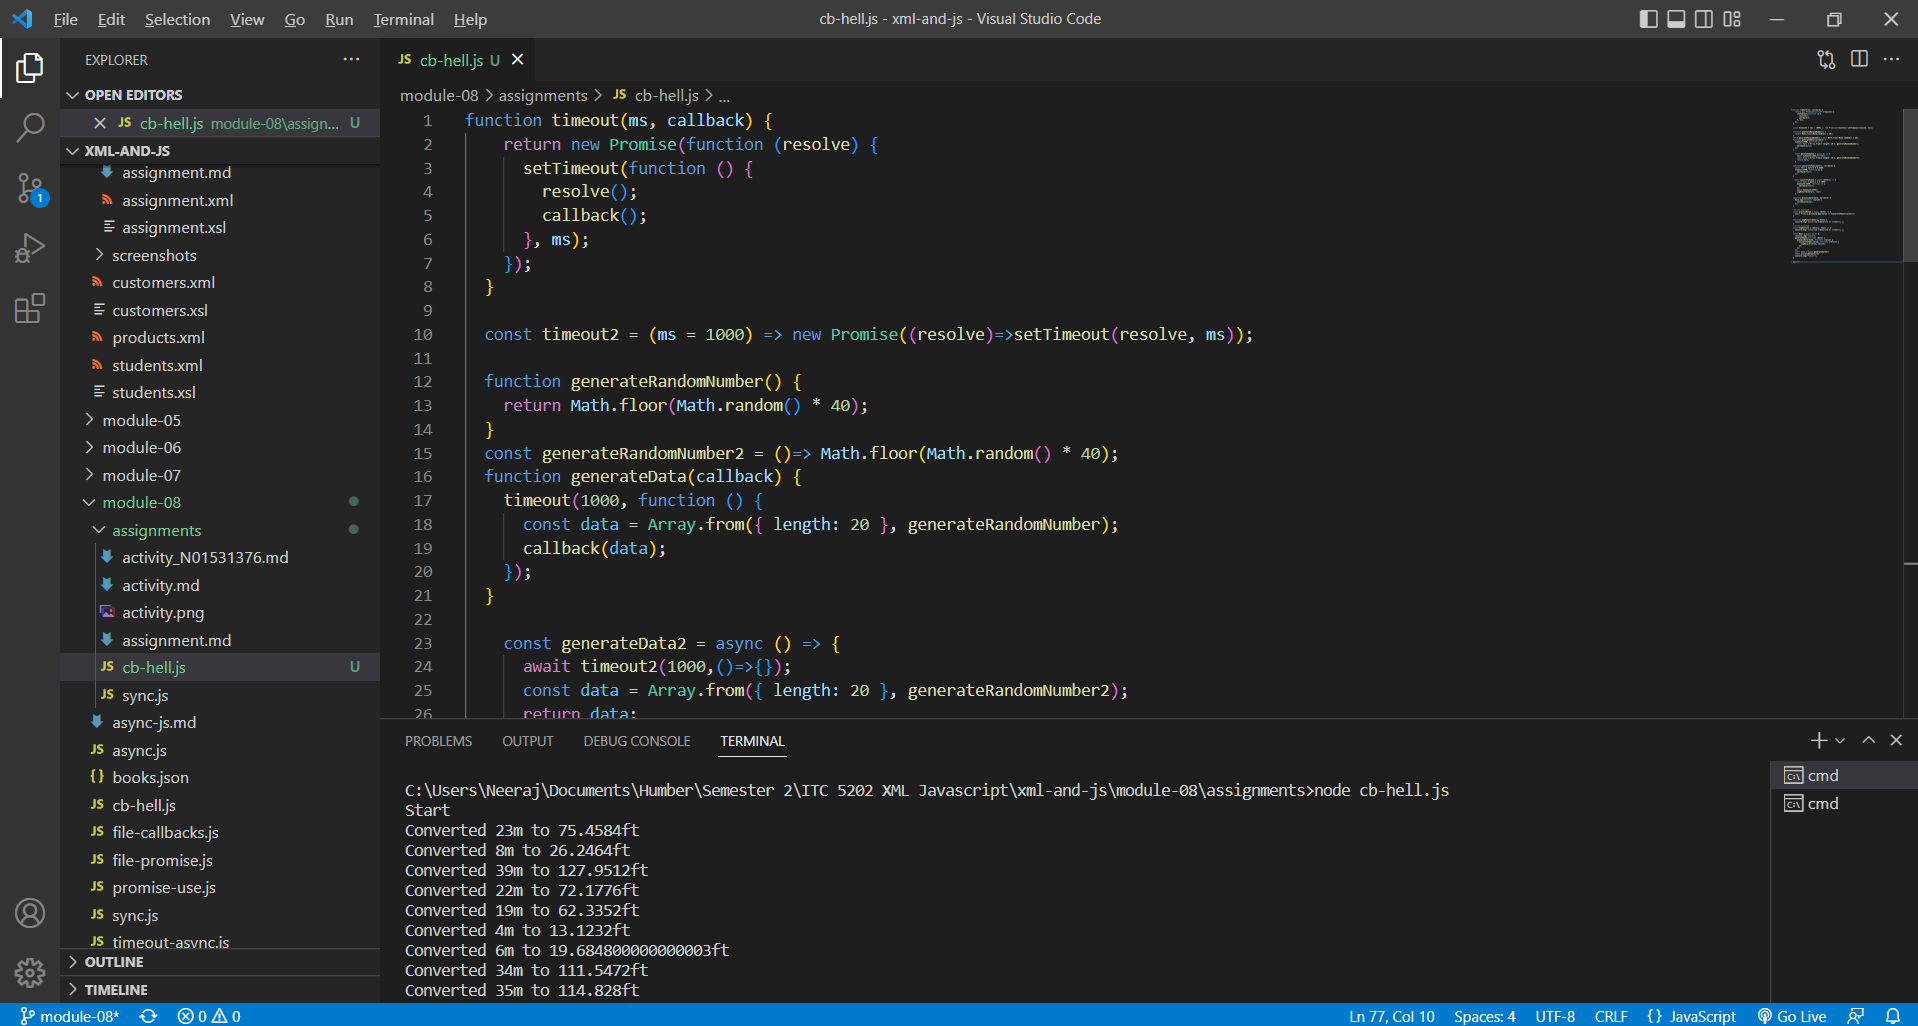 File Edit Selection View Go Run Terminal Help
cb-hell.js - xml-and-js - Visual Studio Code
EXPLORER
OPEN EDITORS
JS cb-hell.js module-08\assign... U
XML-AND-JS
assignment.md
assignment.xml
assignment.xsl
screenshots
customers.xml
customers.xsl
products.xml
students.xml
students.xsl
module-05
module-06
module-07
module-08
assignments
activity_N01531376.md
activity.md
activity.png
assignment.md
JS cb-hell.js U
JS sync.js
async-js.md
JS async.js
{} books.json
JS cb-hell.js
JS file-callbacks.js
JS file-promise.js
JS promise-use.js
JS sync.js
JS timeout-async.js
OUTLINE
TIMELINE
JS cb-hell.js U
module-08 > assignments > JS cb-hell.js > ...
1 function timeout(ms, callback) {
2 return new Promise(function (resolve) {
3 setTimeout(function () {
4 resolve();
5 callback();
6 }, ms);
7 });
8 }
9
10 const timeout2 = (ms = 1000) => new Promise((resolve)=>setTimeout(resolve, ms));
11
12 function generateRandomNumber() {
13 return Math.floor(Math.random() * 40);
14 }
15 const generateRandomNumber2 = ()=> Math.floor(Math.random() * 40);
16 function generateData(callback) {
17 timeout(1000, function () {
18 const data = Array.from({ length: 20 }, generateRandomNumber);
19 callback(data);
20 });
21 }
22
23 const generateData2 = async () => {
24 await timeout2(1000,()=>{});
25 const data = Array.from({ length: 20 }, generateRandomNumber2);
26 return data;
PROBLEMS OUTPUT DEBUG CONSOLE TERMINAL
C:\Users\Neeraj\Documents\Humber\Semester 2\ITC 5202 XML Javascript\xml-and-js\module-08\assignments>node cb-hell.js
Start
Converted 23m to 75.4584ft
Converted 8m to 26.2464ft
Converted 39m to 127.9512ft
Converted 22m to 72.1776ft
Converted 19m to 62.3352ft
Converted 4m to 13.1232ft
Converted 6m to 19.684800000000003ft
Converted 34m to 111.5472ft
Converted 35m to 114.828ft
cmd
cmd
1
module-08* 0 0
Ln 77, Col 10 Spaces: 4 UTF-8 CRLF {} JavaScript Go Live